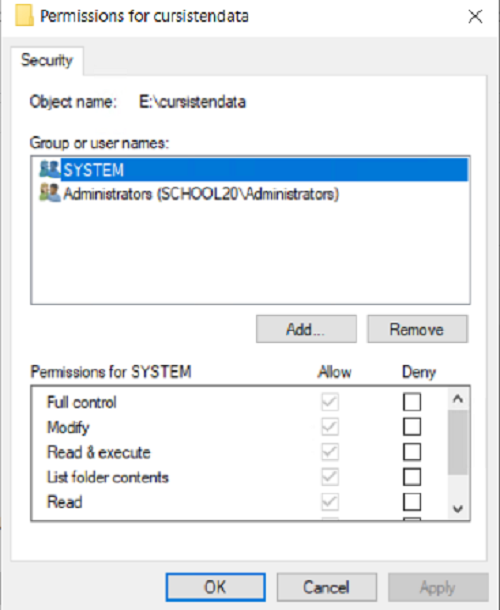 Permissions for cursistendata
Security
Object name: E:\cursistendata
Group or user names:
SYSTEM
Administrators (SCHOOL20\Administrators)
Add... Remove
Permissions for SYSTEM Allow Deny
Full control
Modify
Read & execute
List folder contents
Read
OK Cancel Apply